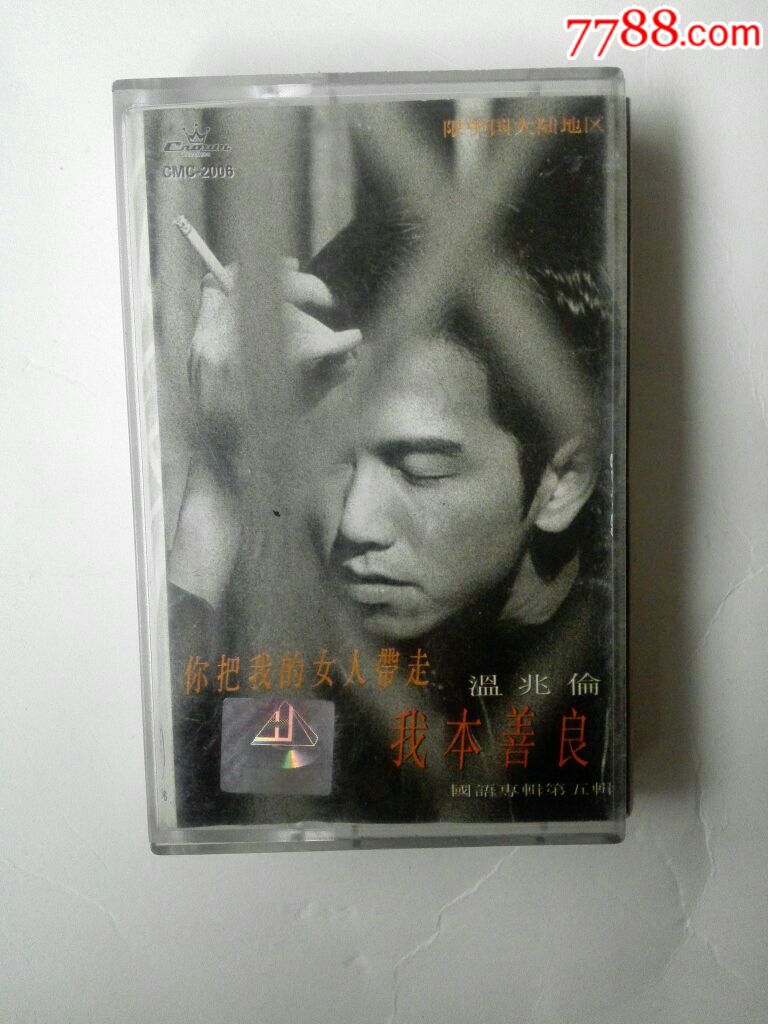 7788.com
限中国大陆地区
Crown
CMC-2006
你把我的女人帶走
溫兆倫
我本善良
國語專輯第五輯